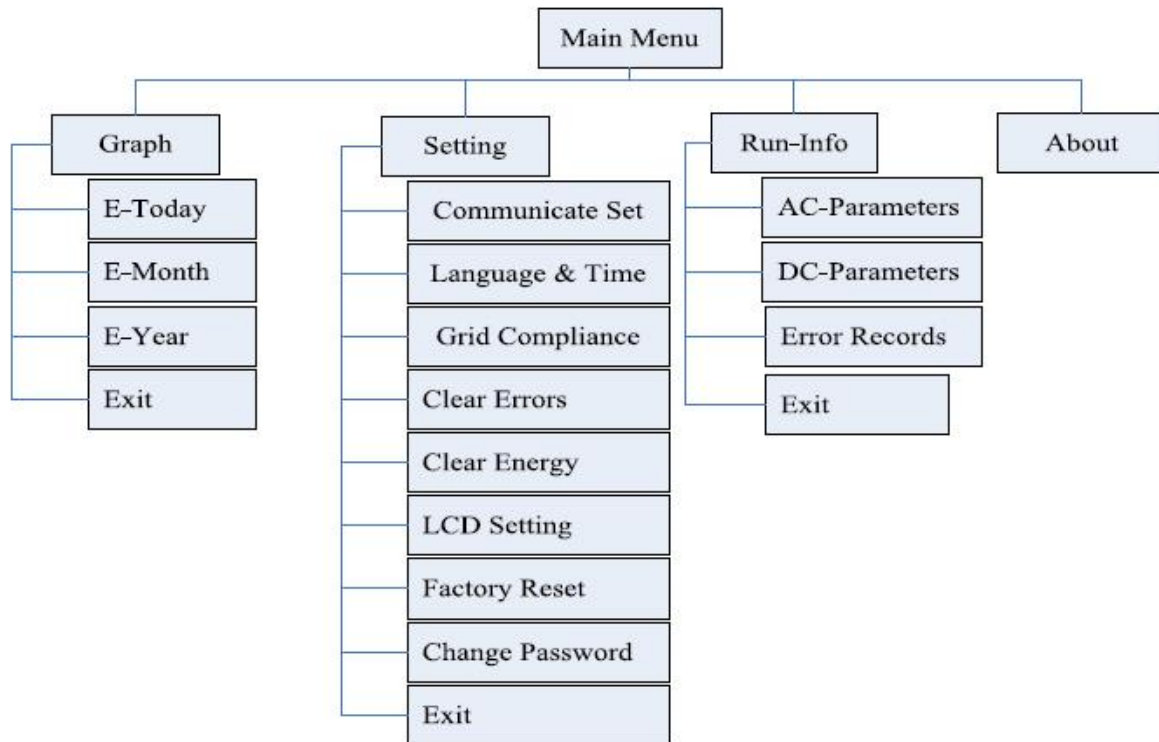 Main Menu
Graph
E-Today
E-Month
E-Year
Exit
Setting
Communicate Set
Language & Time
Grid Compliance
Clear Errors
Clear Energy
LCD Setting
Factory Reset
Change Password
Exit
Run-Info
AC-Parameters
DC-Parameters
Error Records
Exit
About